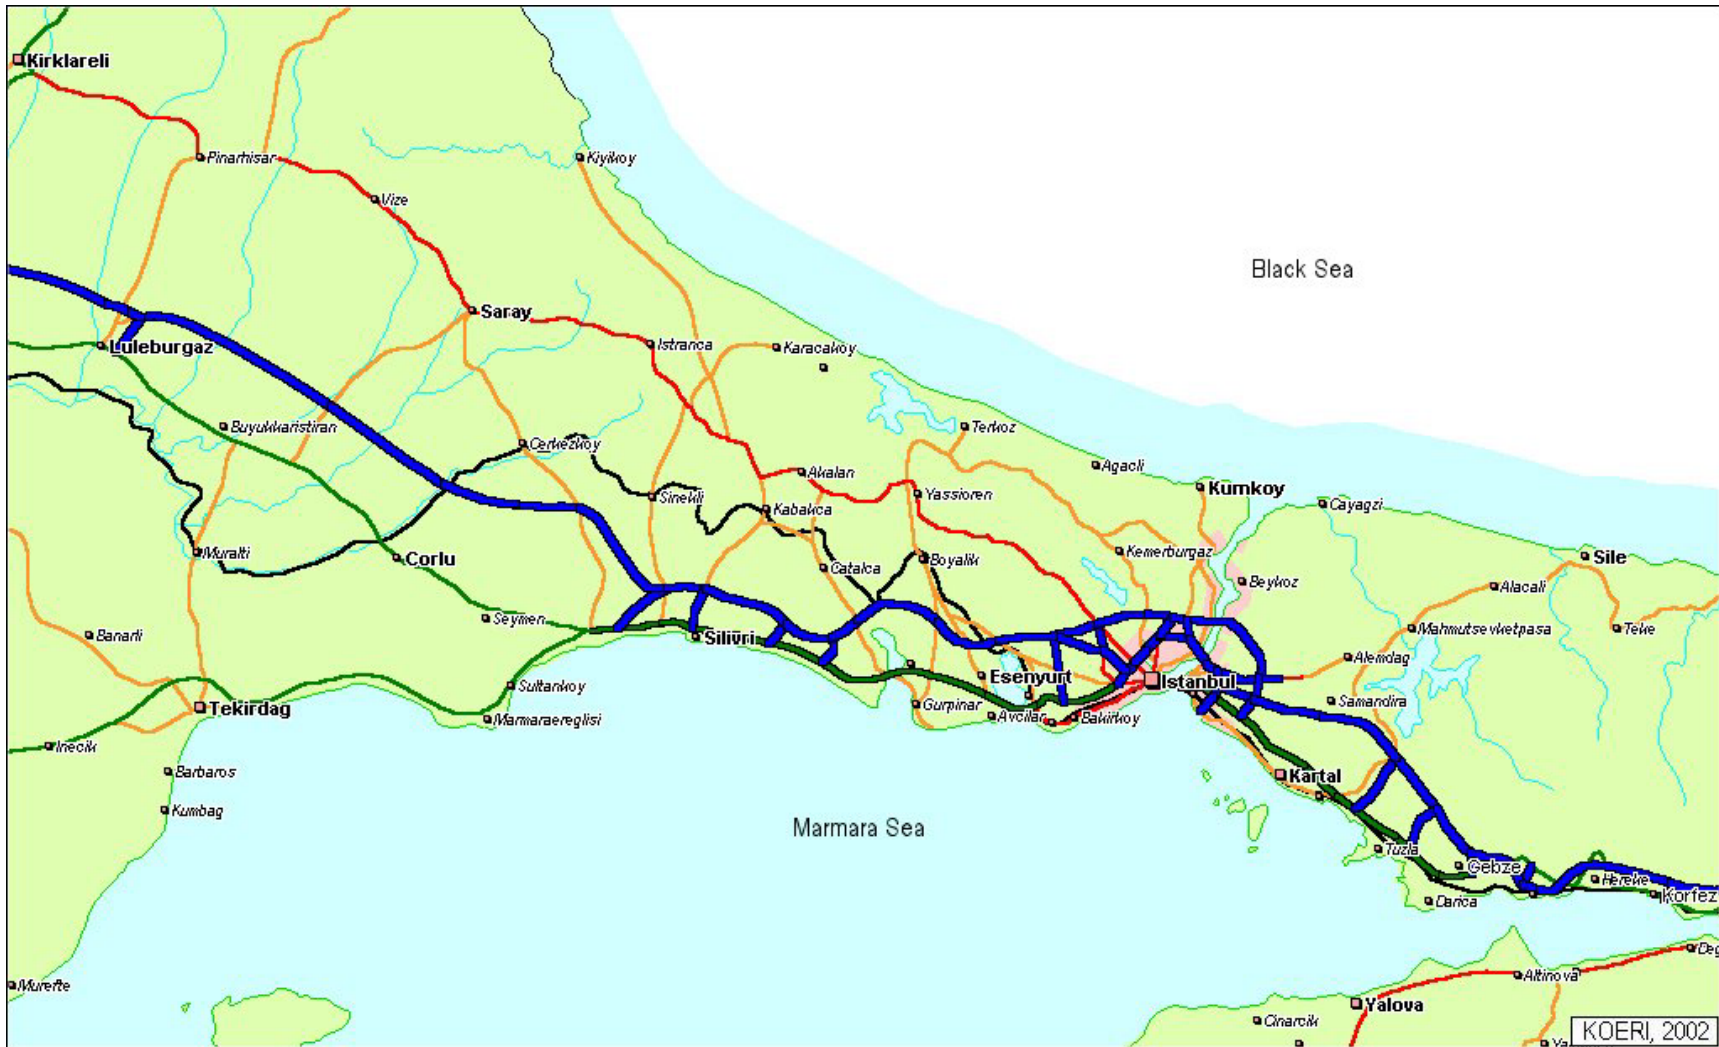 Kirklareli
Pinarhisar
Kiyikoy
Vize
Black Sea
Saray
Luleburgaz
Istranca
Karacakoy
Buyukkaristiran
Cerkezkoy
Terkoz
Agacli
Akalan
Kumkoy
Sinekli
Yassioren
Cayagzi
Kabakca
Muratli
Corlu
Catalca
Boyalik
Kemerburgaz
Sile
Beykoz
Alacali
Seymen
Banarli
Silivri
Mahmutsevketpasa
Teke
Alemdag
Esenyurt
Istanbul
Sultankoy
Samandira
Tekirdag
Marmaraereglisi
Gurpinar
Avcilar
Bakirkoy
Inecik
Barbaros
Kartal
Kumbag
Marmara Sea
Tuzla
Gebze
Hereke
Korfez
Darica
Deg
Murefte
Altinova
Yalova
Cinarcik
KOERI, 2002
Ya